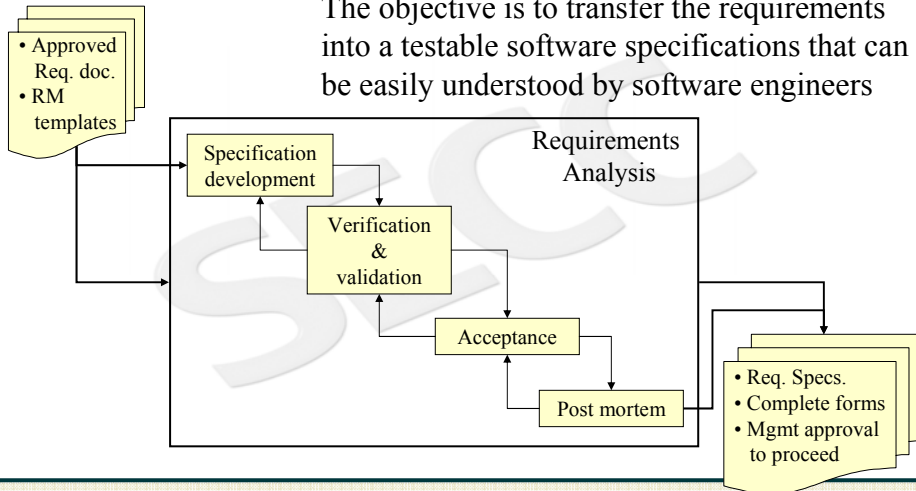 The objective is to transfer the requirements
into a testable software specifications that can
be easily understood by software engineers
• Approved
Req. doc.
• RM
templates
Requirements
Analysis
Specification
development
Verification
&
validation
Acceptance
Post mortem
• Req. Specs.
• Complete forms
• Mgmt approval
to proceed
SECC